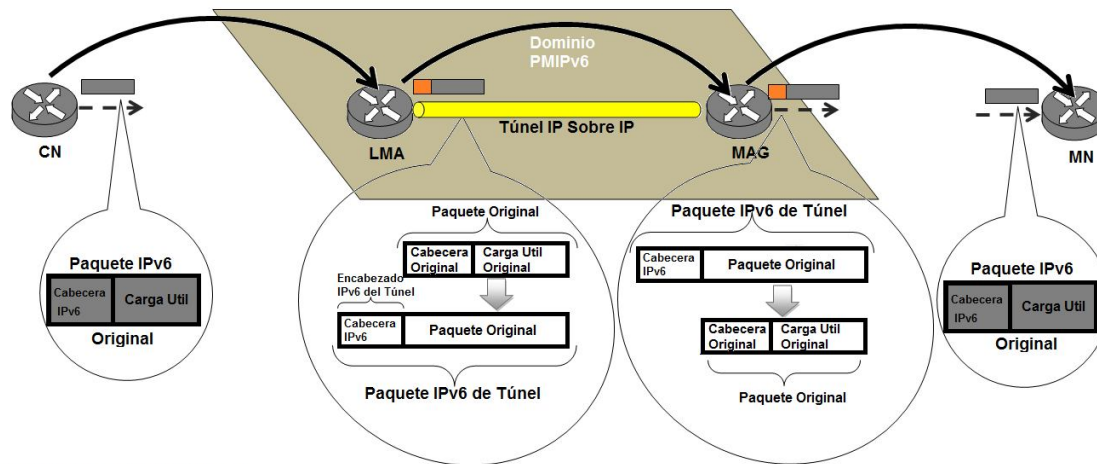 Dominio
PMIPv6
Túnel IP Sobre IP
CN
LMA
MAG
MN
Paquete IPv6
Cabecera
IPv6
Carga Util
Original
Paquete Original
Cabecera
Original
Carga Util
Original
Encabezado
IPv6 del Túnel
Cabecera
IPv6
Paquete Original
Paquete IPv6 de Túnel
Paquete IPv6 de Túnel
Cabecera
IPv6
Paquete Original
Cabecera
Original
Carga Util
Original
Paquete Original
Paquete IPv6
Cabecera
IPv6
Carga Util
Original